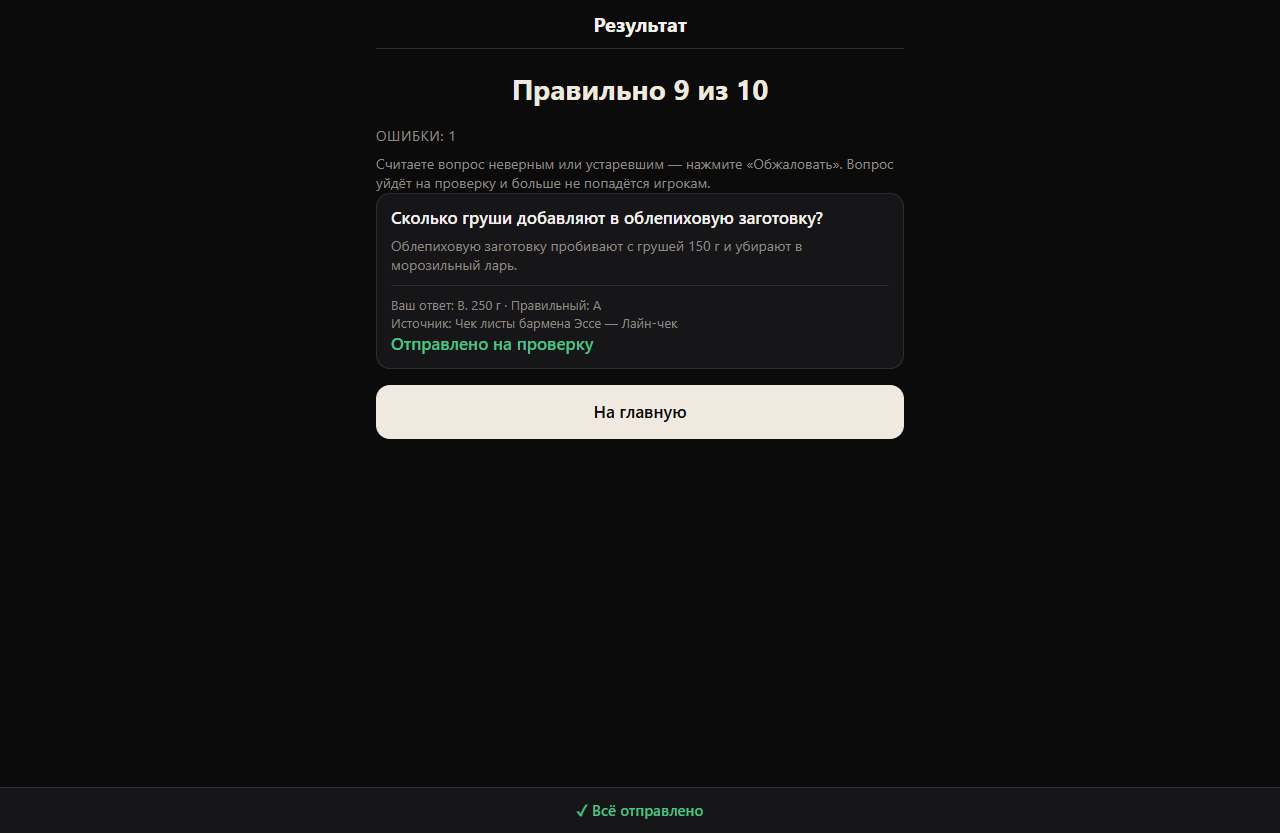 Результат
Правильно 9 из 10
ОШИБКИ: 1
Считаете вопрос неверным или устаревшим — нажмите «Обжаловать». Вопрос
уйдёт на проверку и больше не попадётся игрокам.
Сколько груши добавляют в облепиховую заготовку?
Облепиховую заготовку пробивают с грушей 150 г и убирают в
морозильный ларь.
Ваш ответ: B. 250 г · Правильный: A
Источник: Чек листы бармена Эссе — Лайн-чек
Отправлено на проверку
На главную
✓ Всё отправлено